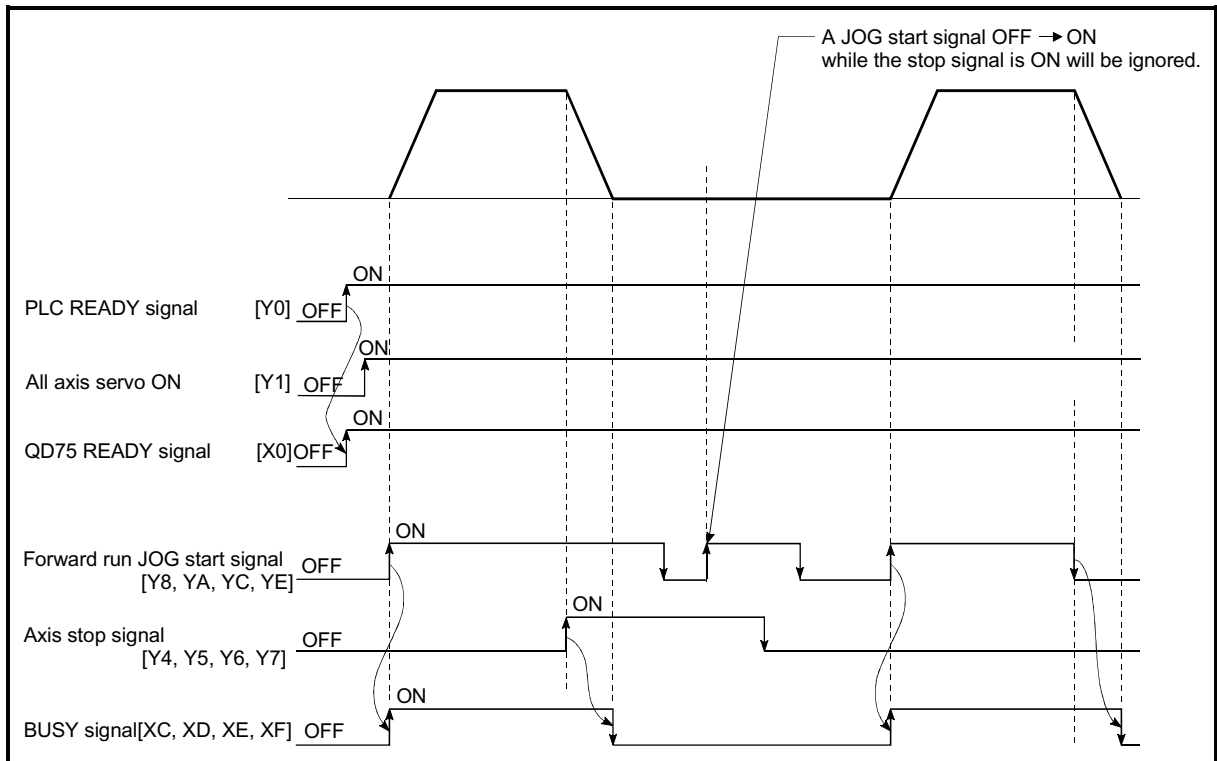 A JOG start signal OFF → ON
while the stop signal is ON will be ignored.
ON
PLC READY signal [Y0] OFF
ON
All axis servo ON [Y1] OFF
ON
QD75 READY signal [X0]OFF
ON
Forward run JOG start signal OFF
[Y8, YA, YC, YE]
ON
Axis stop signal OFF
[Y4, Y5, Y6, Y7]
ON
BUSY signal[XC, XD, XE, XF] OFF